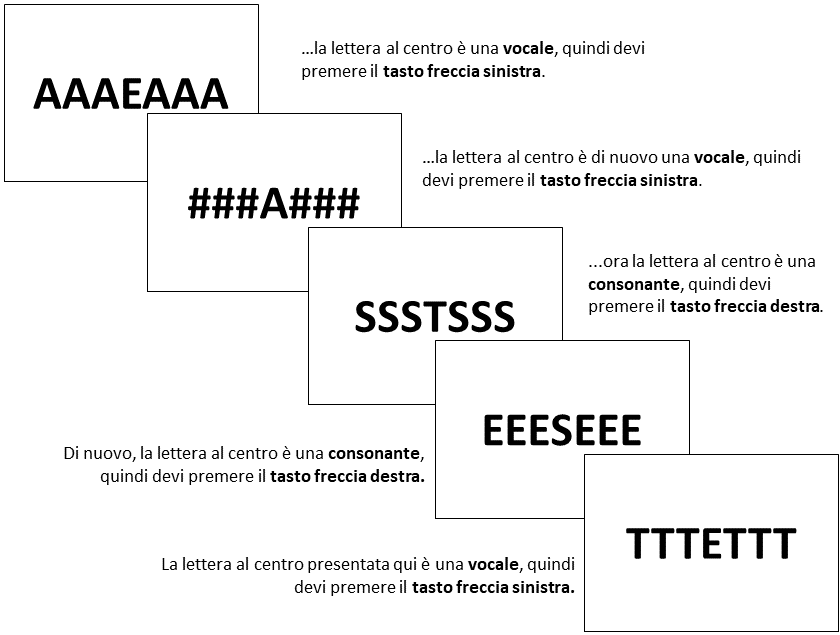 AAAEAAA
…la lettera al centro è una vocale, quindi devi
premere il tasto freccia sinistra.
###A###
…la lettera al centro è di nuovo una vocale, quindi
devi premere il tasto freccia sinistra.
SSSTSSS
...ora la lettera al centro è una
consonante, quindi devi
premere il tasto freccia destra.
EEESEEE
Di nuovo, la lettera al centro è una consonante,
quindi devi premere il tasto freccia destra.
TTTETTT
La lettera al centro presentata qui è una vocale, quindi
devi premere il tasto freccia sinistra.